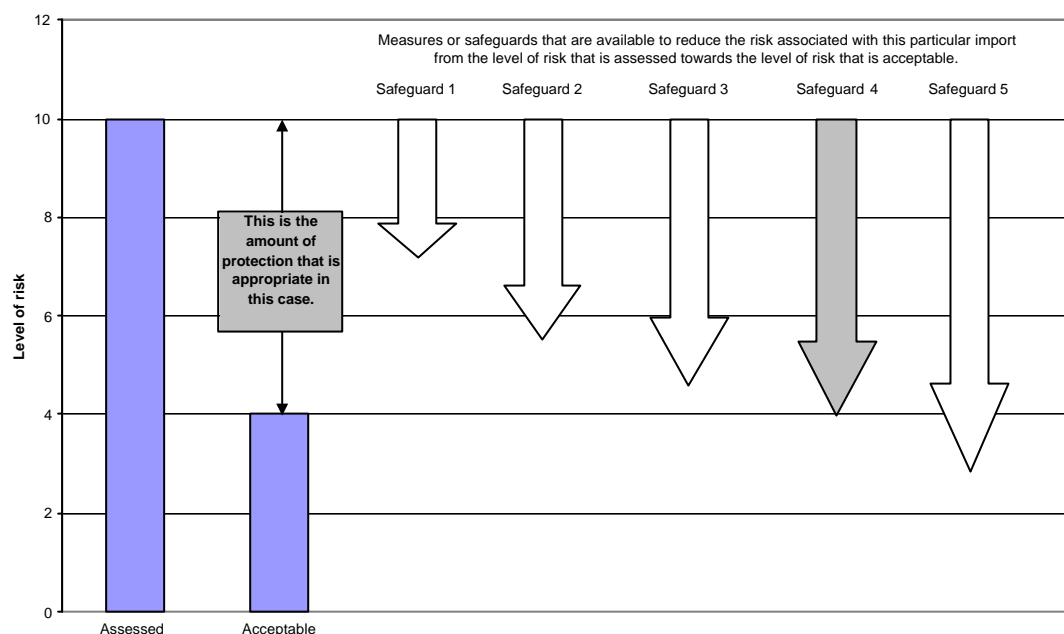 Measures or safeguards that are available to reduce the risk associated with this particular import
from the level of risk that is assessed towards the level of risk that is acceptable.
Safeguard 1 Safeguard 2 Safeguard 3 Safeguard 4 Safeguard 5
12
10
8
6
4
2
0
Level of risk
This is the
amount of
protection that is
appropriate in
this case.
Assessed Acceptable